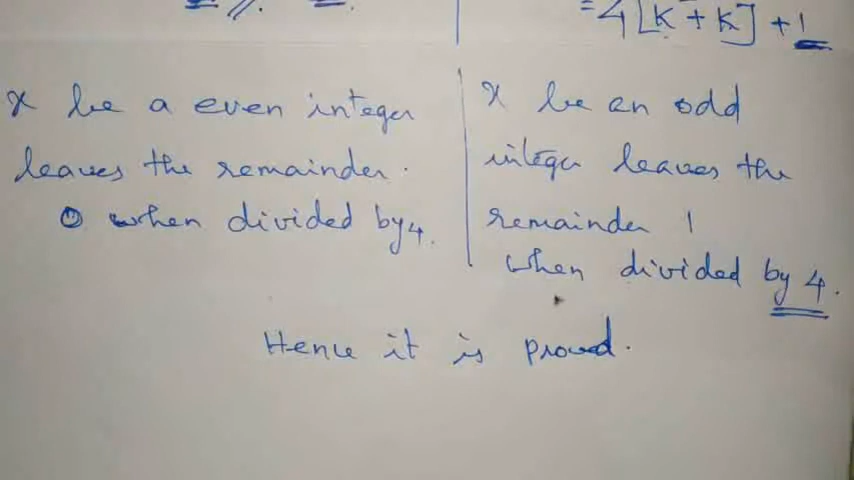 =4[K+K]+1
x be a even integer
leaves the remainder.
0 when divided by 4.
x be an odd
integer leaves the
remainder 1
when divided by 4.
Hence it is proved.